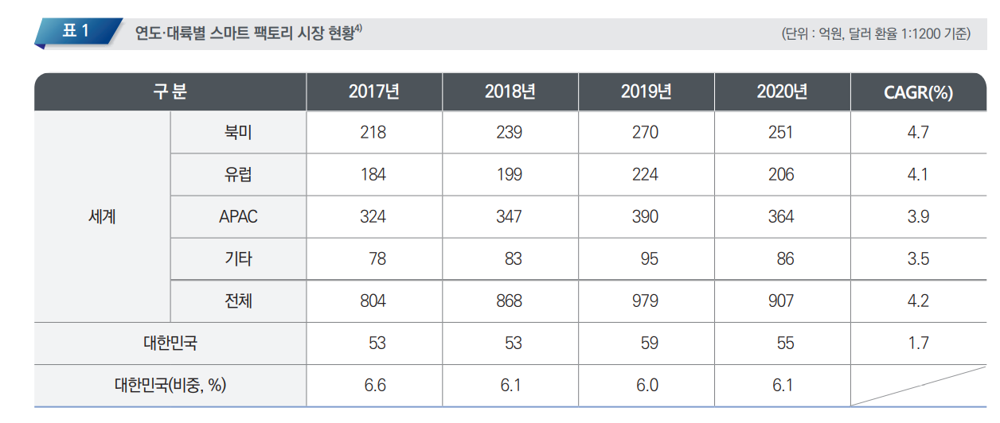 표 1 연도·대륙별 스마트 팩토리 시장 현황4) (단위 : 억원, 달러 환율 1:1200 기준)
구 분 2017년 2018년 2019년 2020년 CAGR(%)
북미 218 239 270 251 4.7
유럽 184 199 224 206 4.1
세계 APAC 324 347 390 364 3.9
기타 78 83 95 86 3.5
전체 804 868 979 907 4.2
대한민국 53 53 59 55 1.7
대한민국(비중, %) 6.6 6.1 6.0 6.1